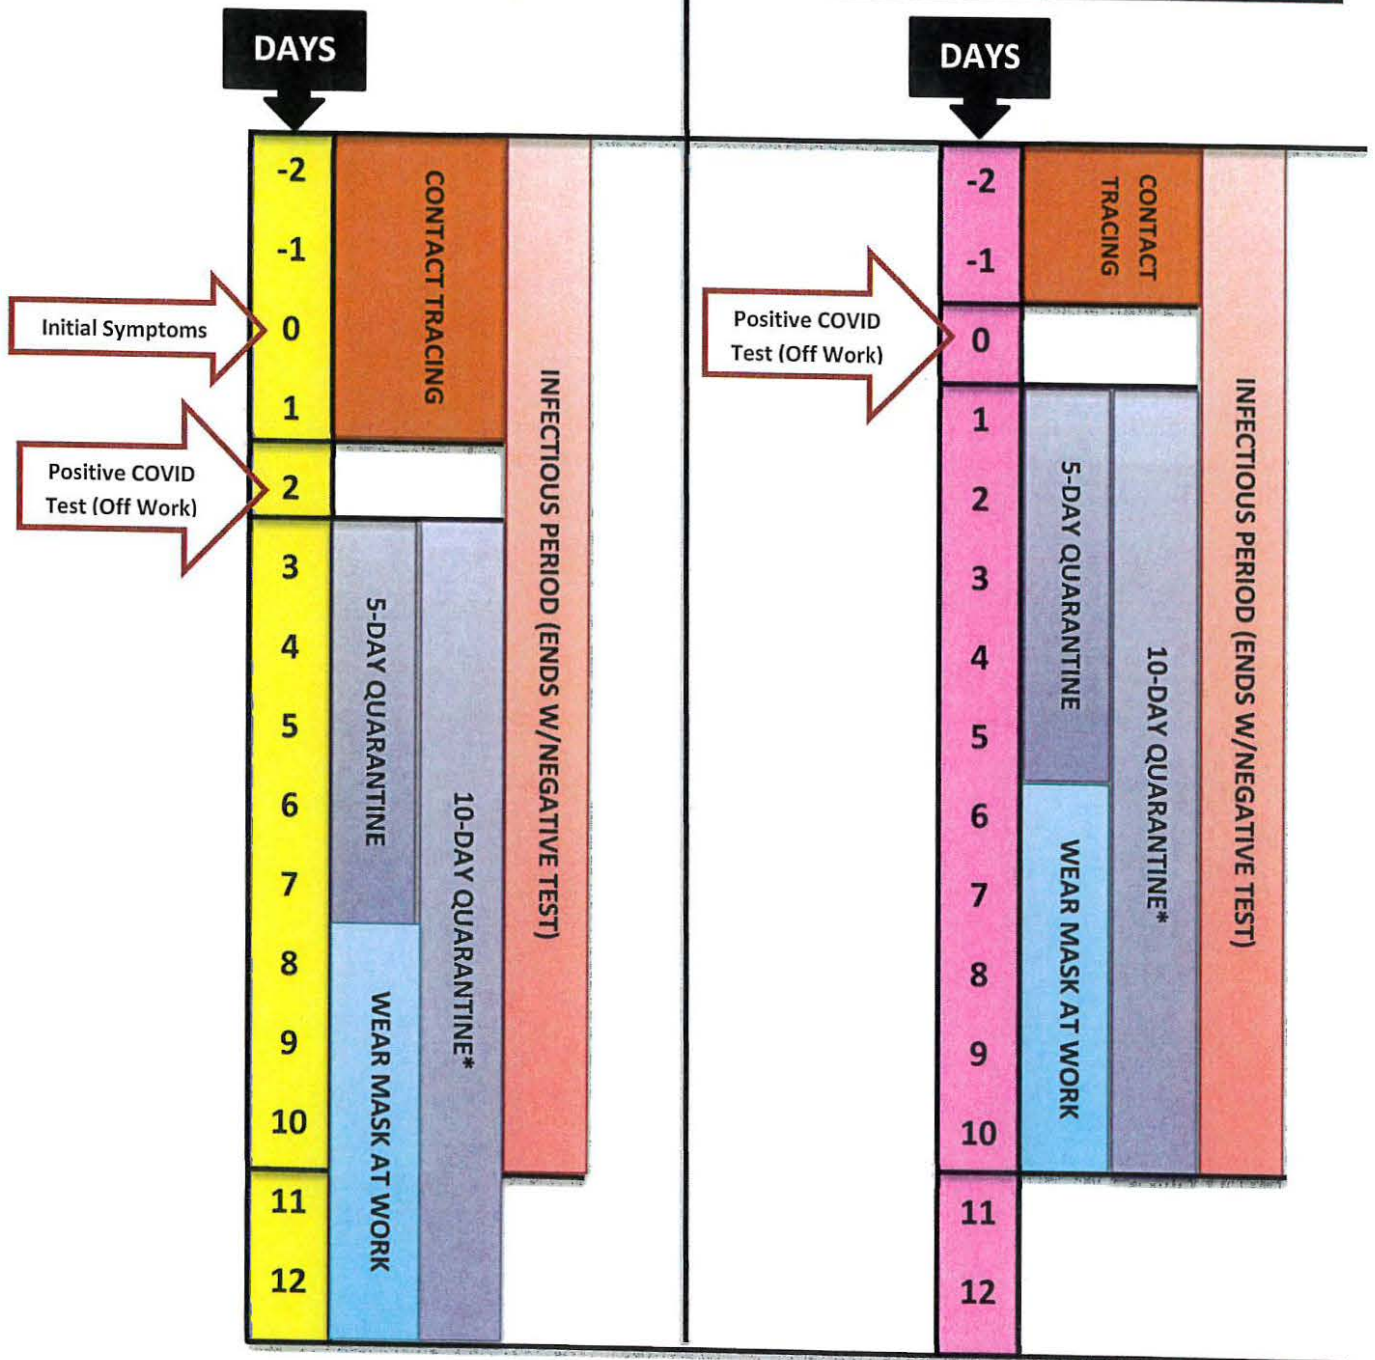 DAYS
-2
-1
0
1
2
3
4
5
6
7
8
9
10
11
12
Initial Symptoms
Positive COVID
Test (Off Work)
CONTACT TRACING
5-DAY QUARANTINE
WEAR MASK AT WORK
10-DAY QUARANTINE*
INFECTIOUS PERIOD (ENDS W/NEGATIVE TEST)
DAYS
-2
-1
0
1
2
3
4
5
6
7
8
9
10
11
12
Positive COVID
Test (Off Work)
CONTACT
TRACING
5-DAY QUARANTINE
WEAR MASK AT WORK
10-DAY QUARANTINE*
INFECTIOUS PERIOD (ENDS W/NEGATIVE TEST)